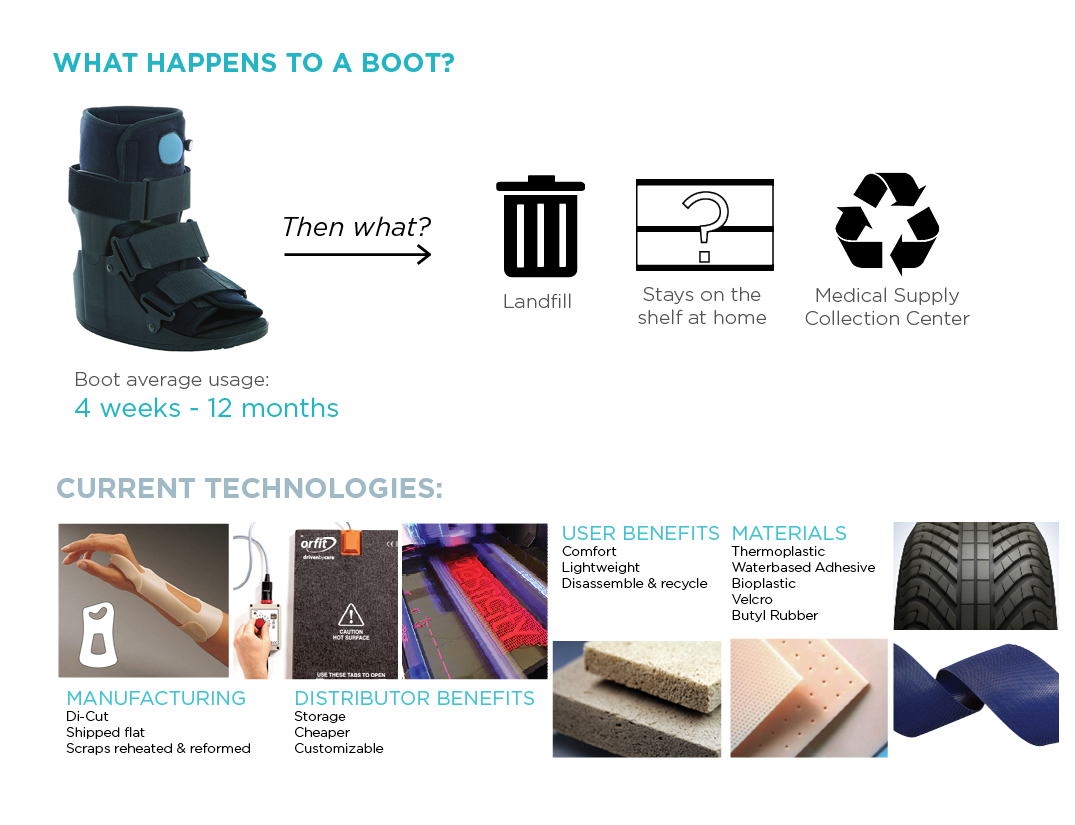 WHAT HAPPENS TO A BOOT?
Then what?
Landfill
Stays on the
shelf at home
Medical Supply
Collection Center
Boot average usage:
4 weeks - 12 months
CURRENT TECHNOLOGIES:
orfit
drivenbycare
CAUTION
HOT SURFACE
USE THESE TABS TO OPEN
MANUFACTURING
Di-Cut
Shipped flat
Scraps reheated & reformed
DISTRIBUTOR BENEFITS
Storage
Cheaper
Customizable
USER BENEFITS
Comfort
Lightweight
Disassemble & recycle
MATERIALS
Thermoplastic
Waterbased Adhesive
Bioplastic
Velcro
Butyl Rubber